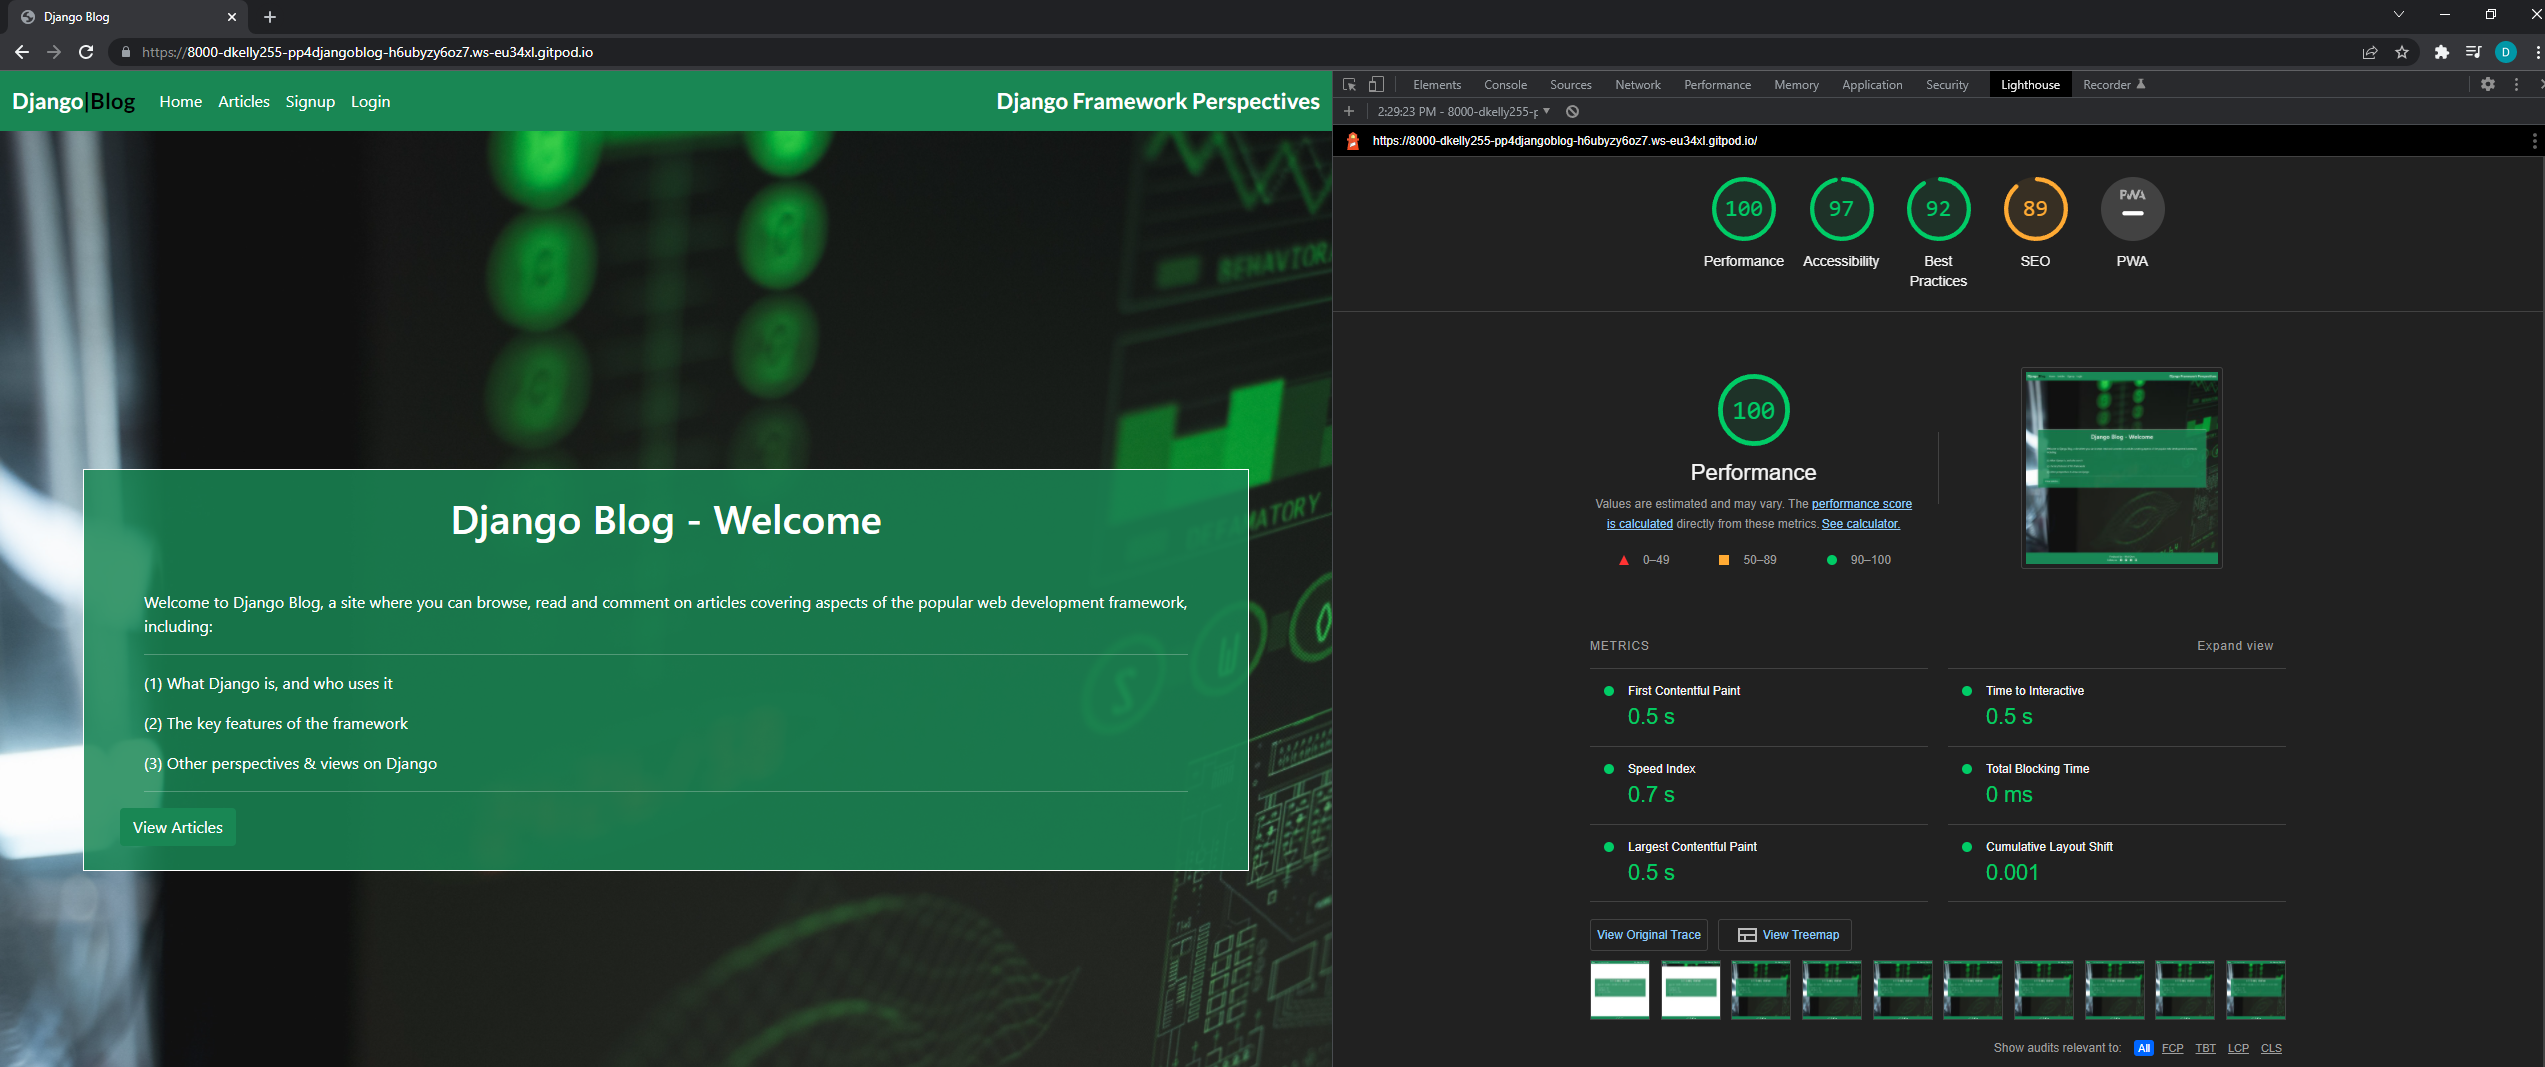 Django Blog
https://8000-dkelly255-pp4djangoblog-h6ubyzy6oz7.ws-eu34xl.gitpod.io
D
Django|Blog Home Articles Signup Login Django Framework Perspectives
BEHAVIORA
DEFAMATORY
S U
Django Blog - Welcome
Welcome to Django Blog, a site where you can browse, read and comment on articles covering aspects of the popular web development framework,
including:
(1) What Django is, and who uses it
(2) The key features of the framework
(3) Other perspectives & views on Django
View Articles
Elements Console Sources Network Performance Memory Application Security Lighthouse Recorder
2:29:23 PM - 8000-dkelly255-p
https://8000-dkelly255-pp4djangoblog-h6ubyzy6oz7.ws-eu34xl.gitpod.io/
100 97 92 89 PWA
Performance Accessibility Best Practices SEO PWA
100
Performance
Values are estimated and may vary. The performance score
is calculated directly from these metrics. See calculator.
0–49 50–89 90–100
Django Blog - Welcome
METRICS Expand view
First Contentful Paint Time to Interactive
0.5 s 0.5 s
Speed Index Total Blocking Time
0.7 s 0 ms
Largest Contentful Paint Cumulative Layout Shift
0.5 s 0.001
View Original Trace View Treemap
Show audits relevant to: All FCP TBT LCP CLS